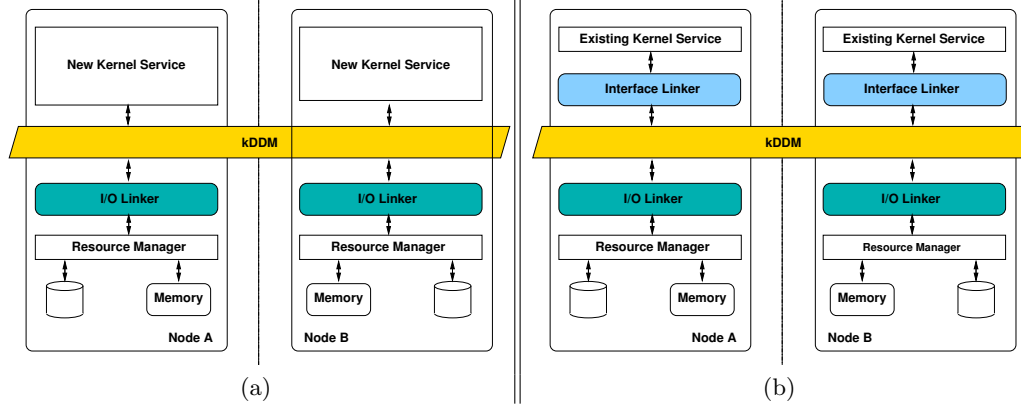 New Kernel Service
New Kernel Service
kDDM
I/O Linker
I/O Linker
Resource Manager
Resource Manager
Memory
Memory
Node A
Node B
(a)
Existing Kernel Service
Existing Kernel Service
Interface Linker
Interface Linker
kDDM
I/O Linker
I/O Linker
Resource Manager
Resource Manager
Memory
Memory
Node A
Node B
(b)